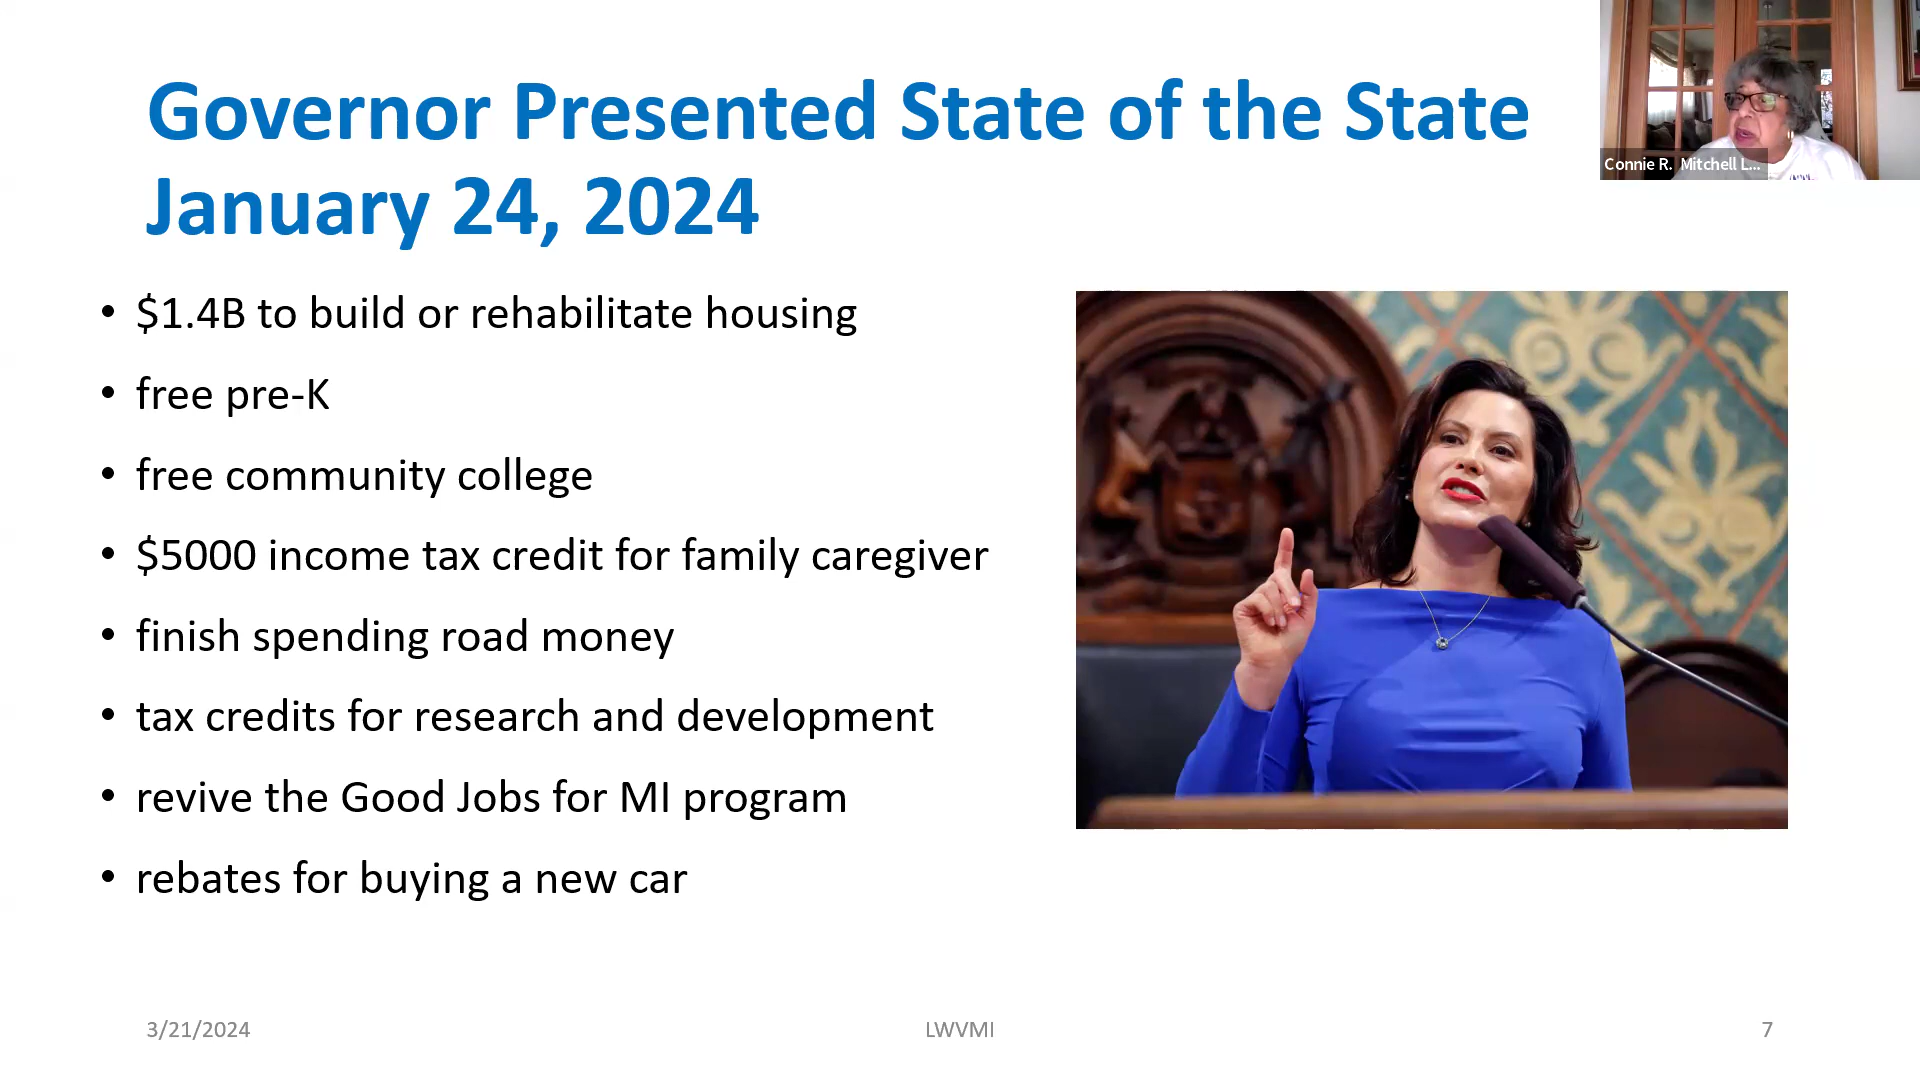 Governor Presented State of the State
January 24, 2024
Connie R. Mitchell L...
• $1.4B to build or rehabilitate housing
• free pre-K
• free community college
• $5000 income tax credit for family caregiver
• finish spending road money
• tax credits for research and development
• revive the Good Jobs for MI program
• rebates for buying a new car
3/21/2024
LWVMI
7